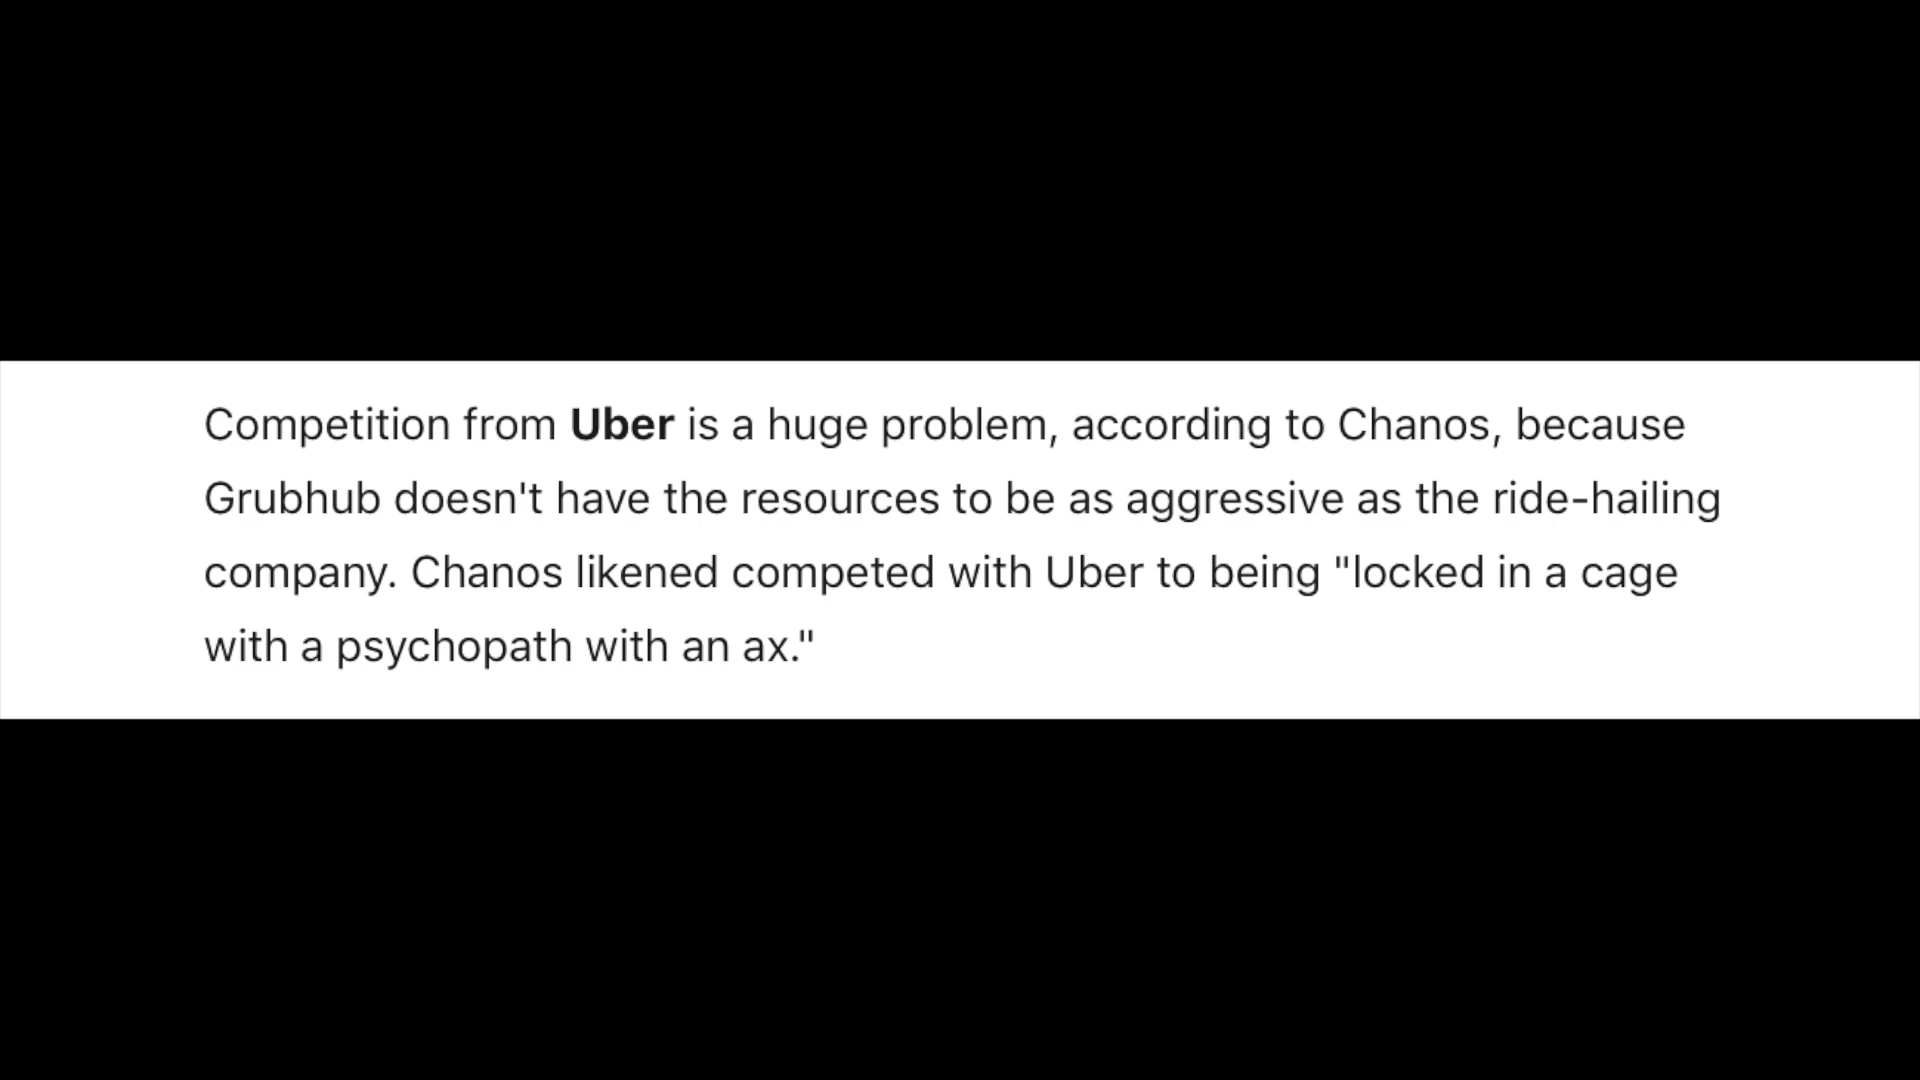 Competition from Uber is a huge problem, according to Chanos, because
Grubhub doesn't have the resources to be as aggressive as the ride-hailing
company. Chanos likened competed with Uber to being "locked in a cage
with a psychopath with an ax."